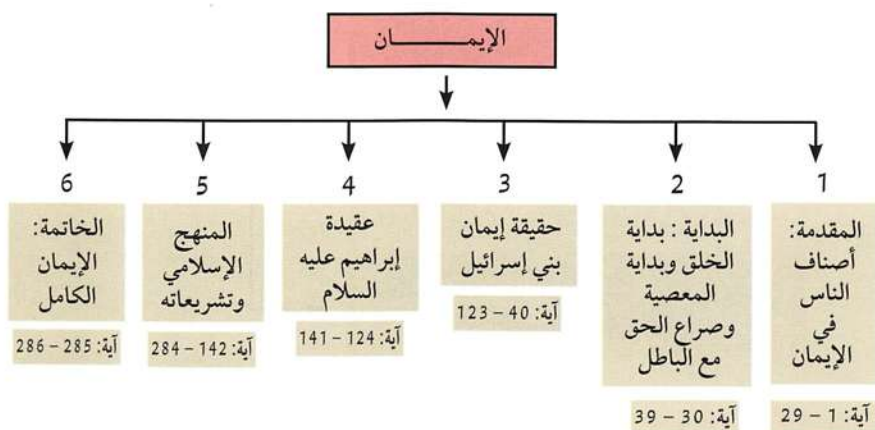 الإيمـــــان
1
المقدمة:
أصناف
الناس
في
الإيمان
آية: 1 – 29
2
البداية : بداية
الخلق وبداية
المعصية
وصراع الحق
مع الباطل
آية: 30 – 39
3
حقيقة إيمان
بني إسرائيل
آية: 40 – 123
4
عقيدة
إبراهيم عليه
السلام
آية: 124 – 141
5
المنهج
الإسلامي
وتشريعاته
آية: 142 – 284
6
الخاتمة:
الإيمان
الكامل
آية: 285 – 286